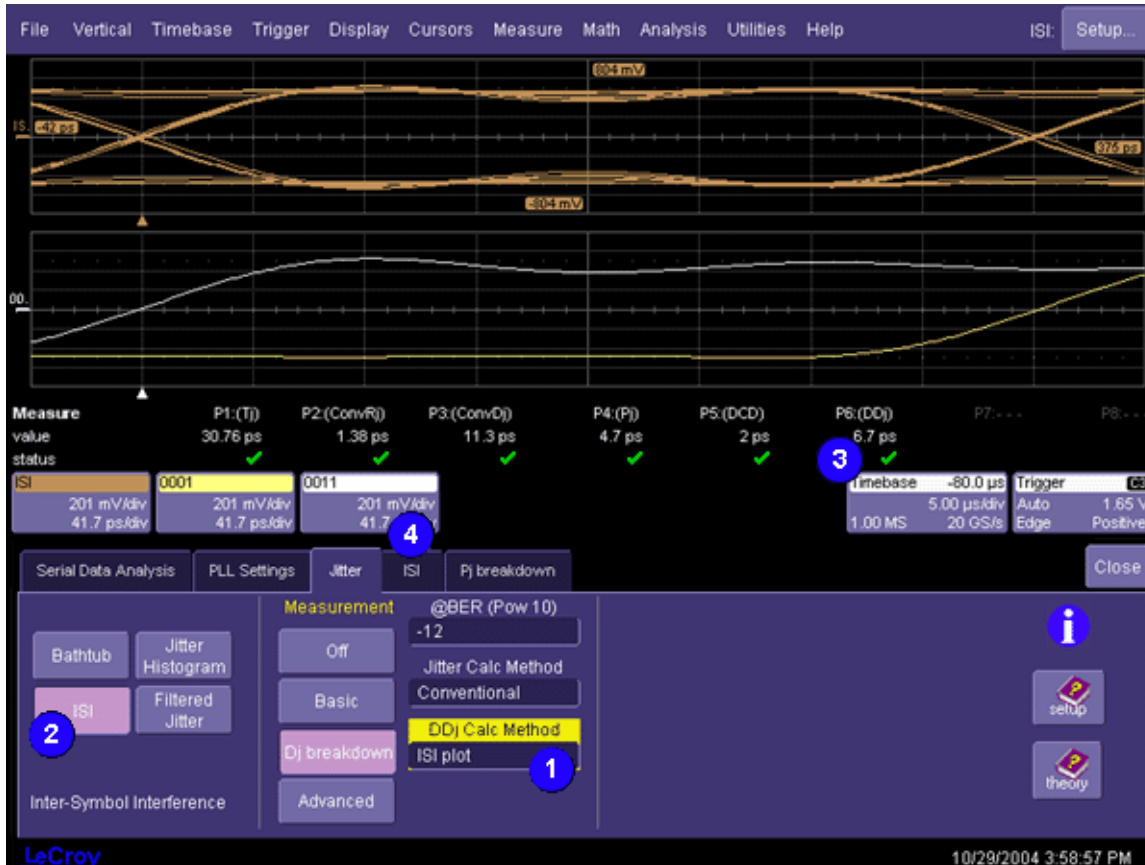 File Vertical Timebase Trigger Display Cursors Measure Math Analysis Utilities Help ISI: Setup...
804 mV
IS.
-42 ps
375 ps
-804 mV
00.
Measure P1:(Tj) P2:(ConvRj) P3:(ConvDj) P4:(Pj) P5:(DCD) P6:(DDj) P7:- - - P8:- -
value 30.76 ps 1.38 ps 11.3 ps 4.7 ps 2 ps 6.7 ps
status
3
ISI 0001 0011 Timebase -80.0 µs Trigger C3
201 mV/div 201 mV/div 201 mV/div 5.00 µs/div Auto 1.65 V
41.7 ps/div 41.7 ps/div 41.7 1.00 MS 20 GS/s Edge Positive
4
Serial Data Analysis PLL Settings Jitter ISI Pj breakdown Close
Measurement @BER (Pow 10)
-12
Bathtub Jitter Histogram Off
Jitter Calc Method
ISI Filtered Jitter Basic Conventional
setup
2
DDj Calc Method
Dj breakdown ISI plot
1
theory
Inter-Symbol Interference Advanced
LeCroy 10/29/2004 3:58:57 PM